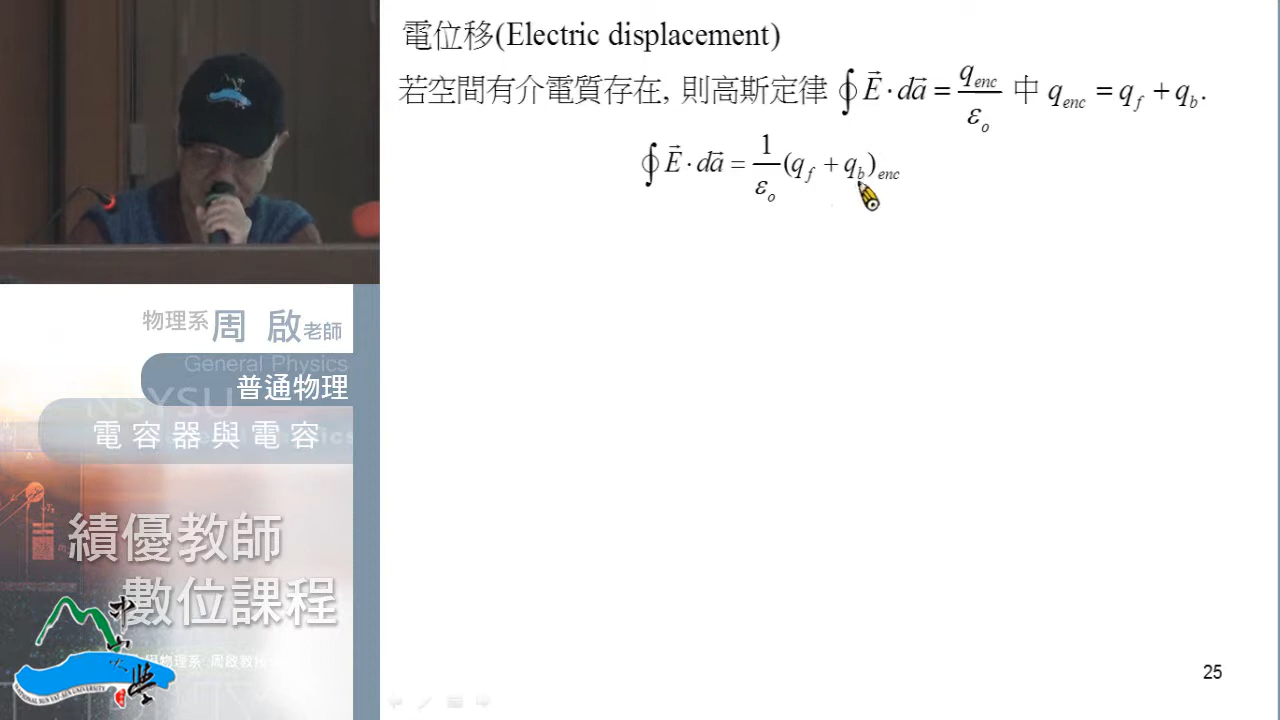 電位移(Electric displacement)
若空間有介電質存在, 則高斯定律 ∮E⃗·da⃗ = q_enc/ε_o 中 q_enc = q_f + q_b.
∮E⃗·da⃗ = 1/ε_o (q_f + q_b)_enc
物理系 周 啟 老師
General Physics
普通物理
NSYSU
電容器與電容
績優教師
數位課程
25